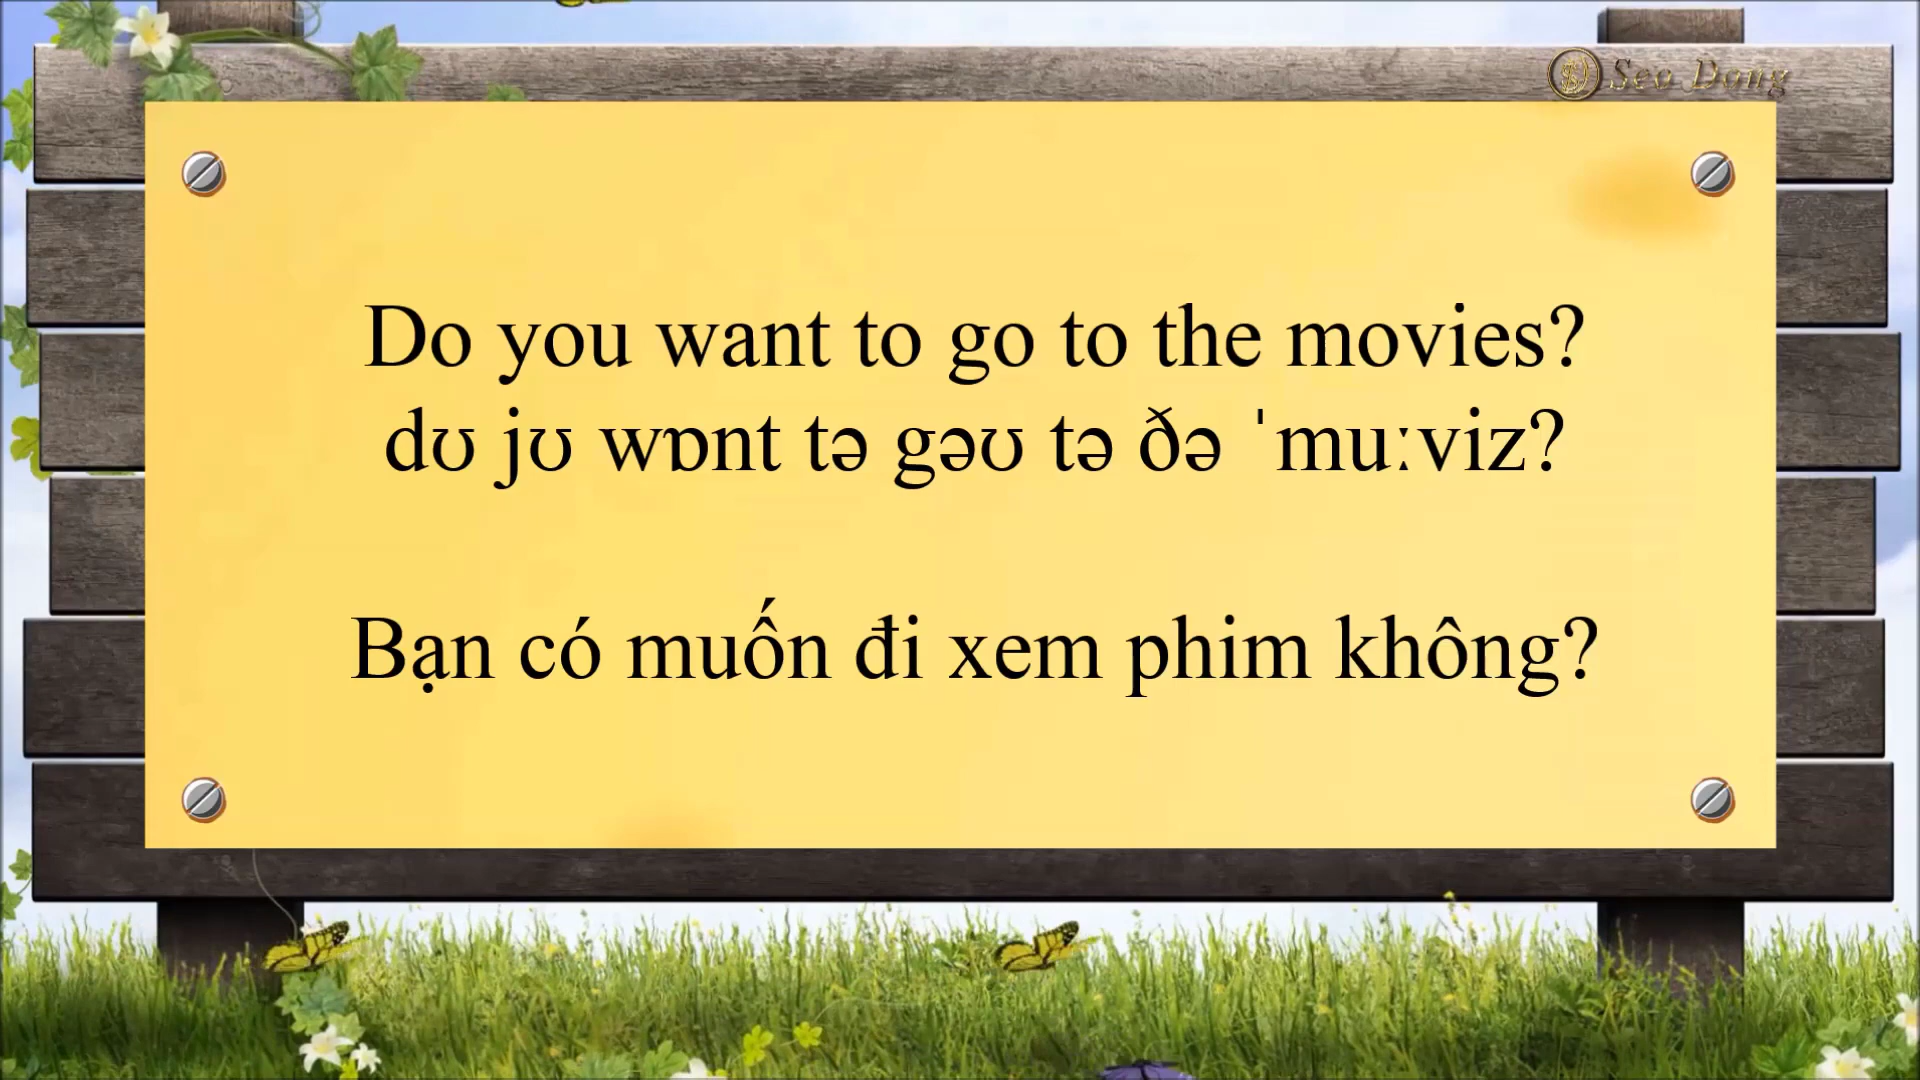 Seo Dong
Do you want to go to the movies?
dʊ jʊ wɒnt tə gəʊ tə ðə ˈmuːviz?
Bạn có muốn đi xem phim không?